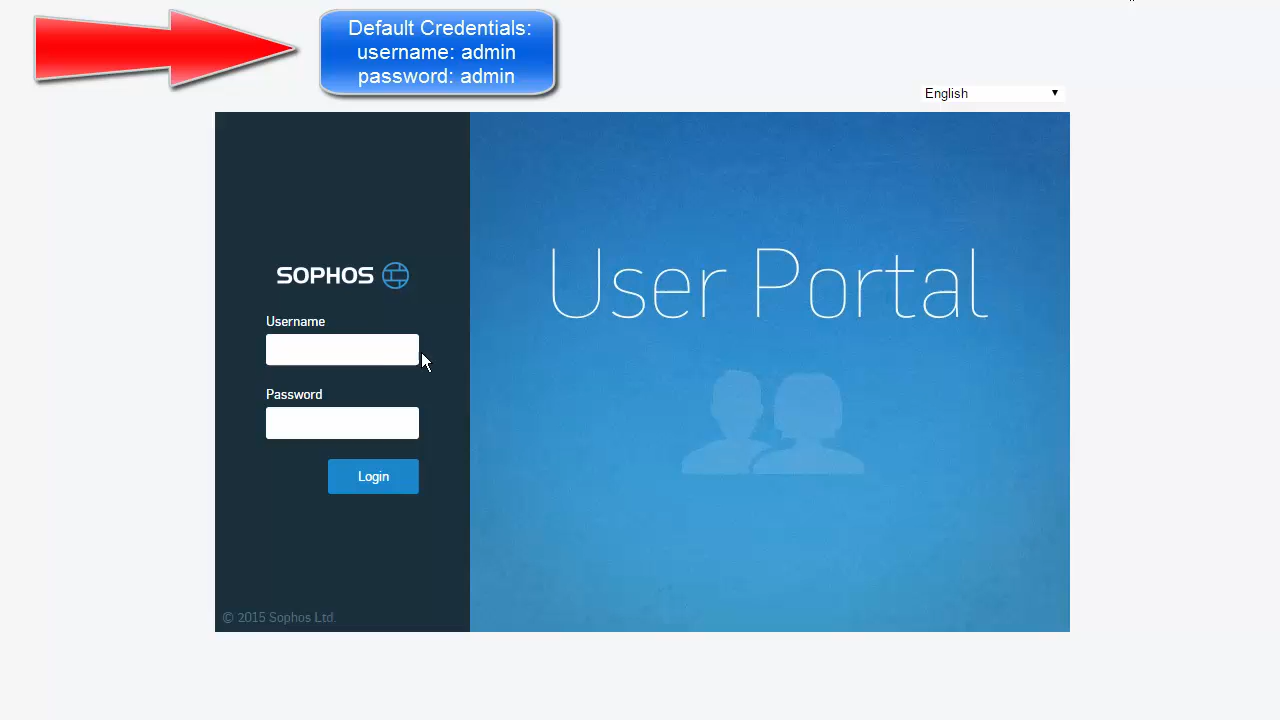 Default Credentials:
username: admin
password: admin
English
SOPHOS
User Portal
Username
Password
Login
© 2015 Sophos Ltd.